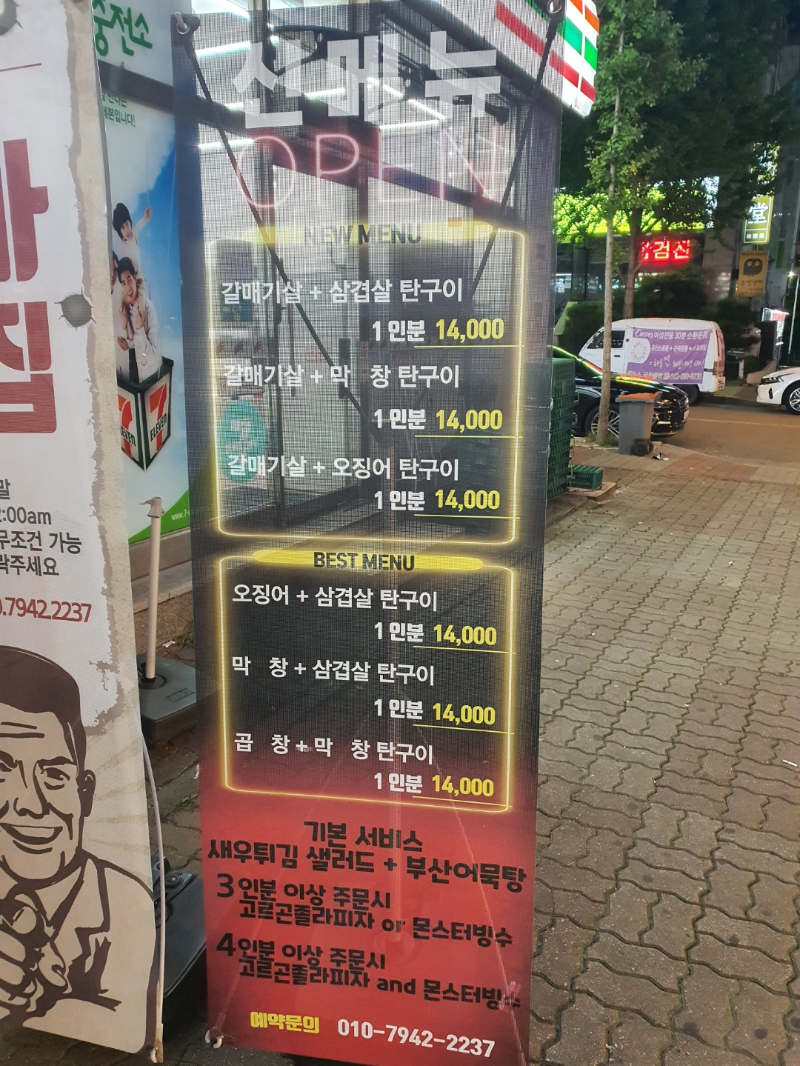 신메뉴
OPEN
NEW MENU
갈매기살 + 삼겹살 탄구이
1인분 14,000
갈매기살 + 막 창 탄구이
1인분 14,000
갈매기살 + 오징어 탄구이
1인분 14,000
BEST MENU
오징어 + 삼겹살 탄구이
1인분 14,000
막 창 + 삼겹살 탄구이
1인분 14,000
곱 창 + 막 창 탄구이
1인분 14,000
기본 서비스
새우튀김 샐러드 + 부산어묵탕
3인분 이상 주문시
고르곤졸라피자 or 몬스터빙수
4인분 이상 주문시
고르곤졸라피자 and 몬스터빙수
예약문의 010-7942-2237
집
말
:00am
무조건 가능
락주세요
.7942.2237
중전소
7
ELEVEN
검진
堂